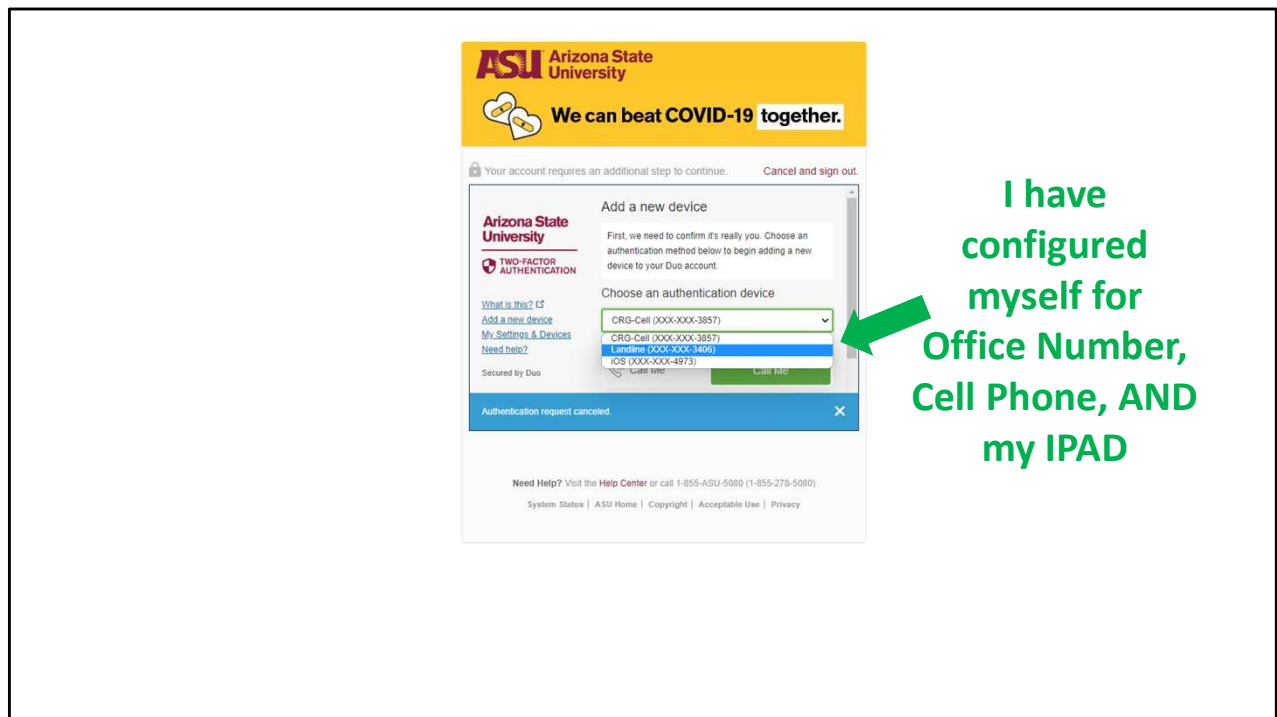 ASU Arizona State
University
We can beat COVID-19 together.
Your account requires an additional step to continue. Cancel and sign out.
Arizona State
University
TWO-FACTOR
AUTHENTICATION
What is this?
Add a new device
My Settings & Devices
Need help?
Secured by Duo
Add a new device
First, we need to confirm it's really you. Choose an
authentication method below to begin adding a new
device to your Duo account.
Choose an authentication device
CRG-Cell (XXX-XXX-3857)
CRG-Cell (XXX-XXX-3857)
Landline (XXX-XXX-3406)
iOS (XXX-XXX-4973)
Call Me Call Me
Authentication request canceled.
Need Help? Visit the Help Center or call 1-855-ASU-5080 (1-855-278-5080)
System Status | ASU Home | Copyright | Acceptable Use | Privacy
I have
configured
myself for
Office Number,
Cell Phone, AND
my IPAD